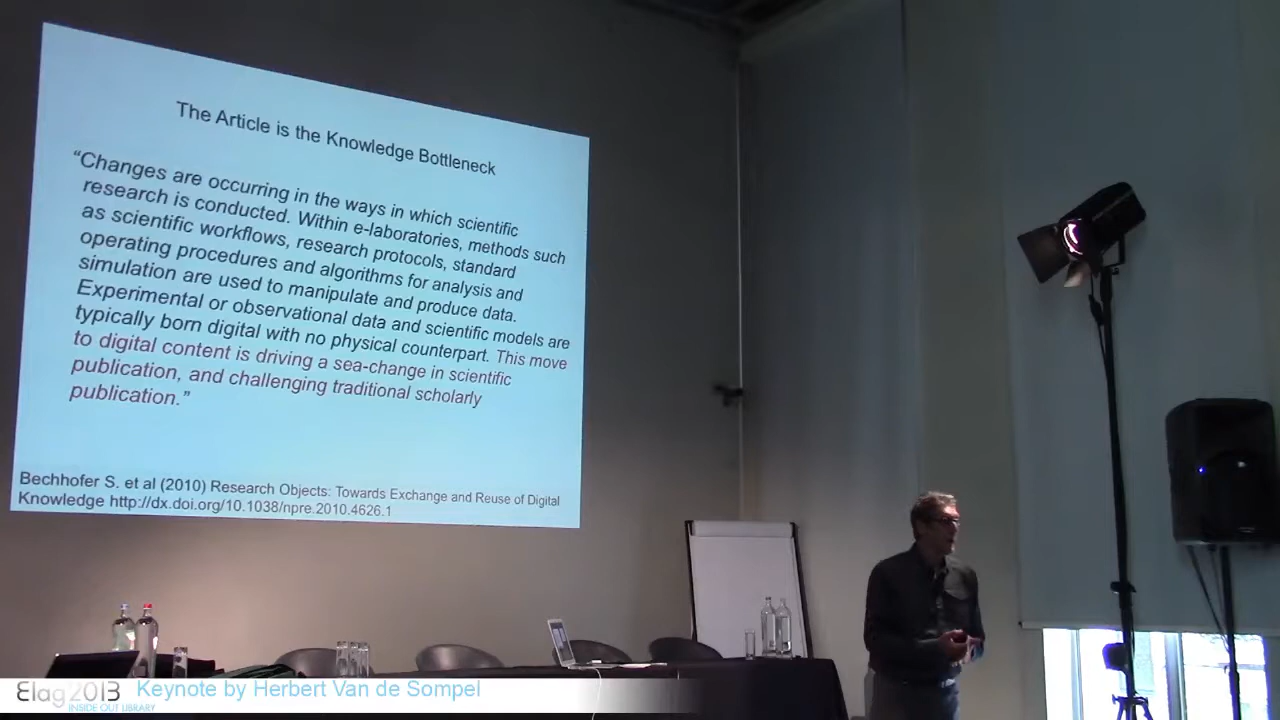 The Article is the Knowledge Bottleneck
“Changes are occurring in the ways in which scientific
research is conducted. Within e-laboratories, methods such
as scientific workflows, research protocols, standard
operating procedures and algorithms for analysis and
simulation are used to manipulate and produce data.
Experimental or observational data and scientific models are
typically born digital with no physical counterpart. This move
to digital content is driving a sea-change in scientific
publication, and challenging traditional scholarly
publication.”
Bechhofer S. et al (2010) Research Objects: Towards Exchange and Reuse of Digital
Knowledge http://dx.doi.org/10.1038/npre.2010.4626.1
Elag2013 Keynote by Herbert Van de Sompel
INSIDE OUT LIBRARY